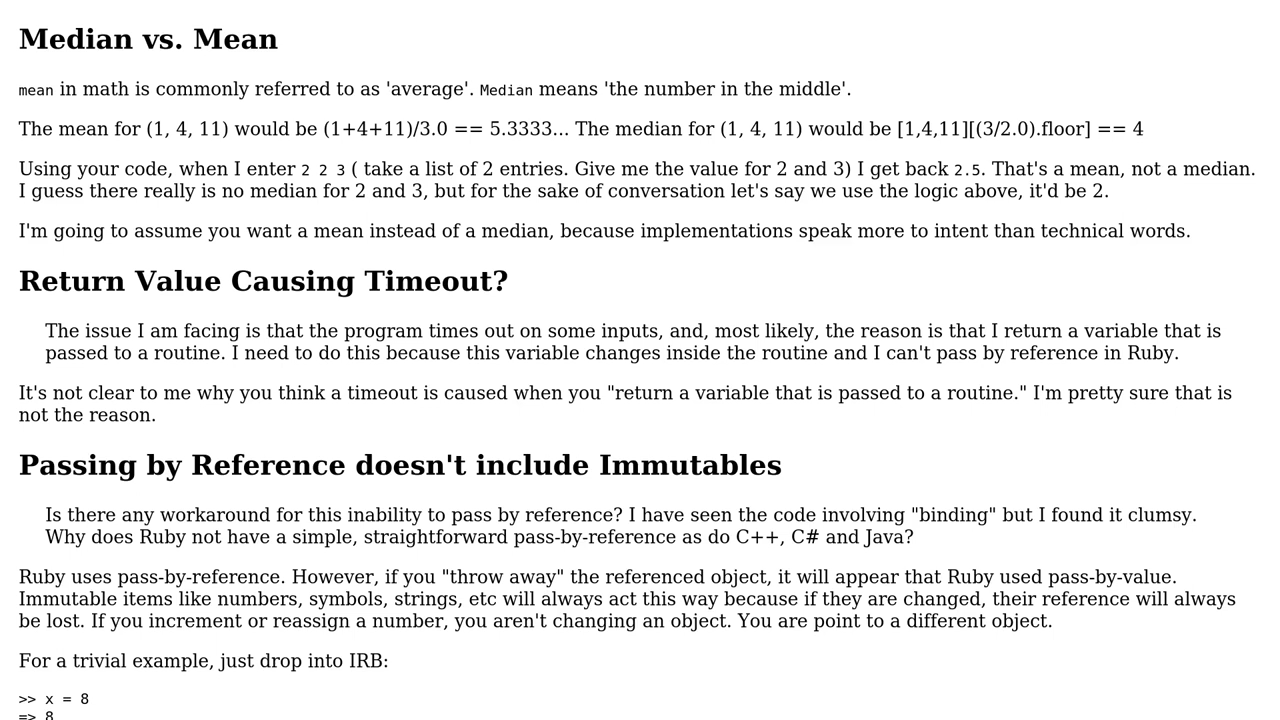 Median vs. Mean
mean in math is commonly referred to as 'average'. Median means 'the number in the middle'.
The mean for (1, 4, 11) would be (1+4+11)/3.0 == 5.3333... The median for (1, 4, 11) would be [1,4,11][(3/2.0).floor] == 4
Using your code, when I enter 2 2 3 ( take a list of 2 entries. Give me the value for 2 and 3) I get back 2.5. That's a mean, not a median.
I guess there really is no median for 2 and 3, but for the sake of conversation let's say we use the logic above, it'd be 2.
I'm going to assume you want a mean instead of a median, because implementations speak more to intent than technical words.
Return Value Causing Timeout?
The issue I am facing is that the program times out on some inputs, and, most likely, the reason is that I return a variable that is
passed to a routine. I need to do this because this variable changes inside the routine and I can't pass by reference in Ruby.
It's not clear to me why you think a timeout is caused when you "return a variable that is passed to a routine." I'm pretty sure that is
not the reason.
Passing by Reference doesn't include Immutables
Is there any workaround for this inability to pass by reference? I have seen the code involving "binding" but I found it clumsy.
Why does Ruby not have a simple, straightforward pass-by-reference as do C++, C# and Java?
Ruby uses pass-by-reference. However, if you "throw away" the referenced object, it will appear that Ruby used pass-by-value.
Immutable items like numbers, symbols, strings, etc will always act this way because if they are changed, their reference will always
be lost. If you increment or reassign a number, you aren't changing an object. You are point to a different object.
For a trivial example, just drop into IRB:
>> x = 8
=> 8